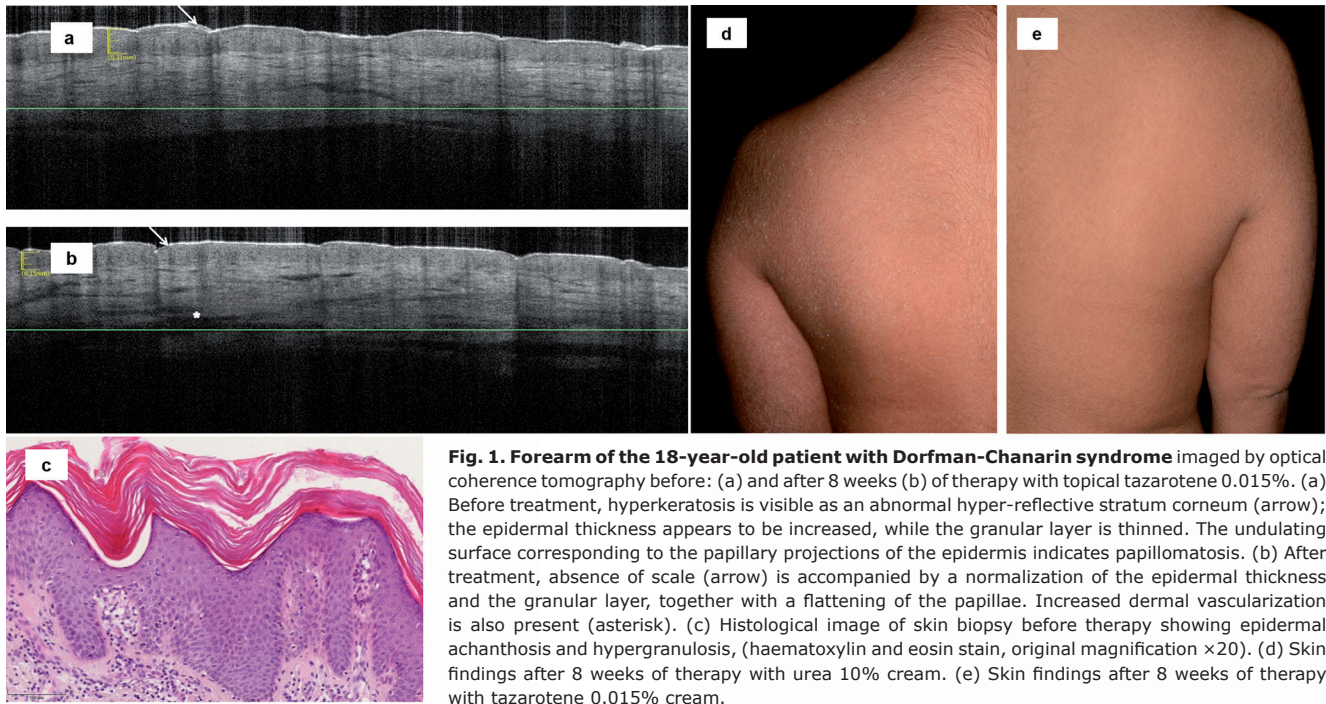 a
(0.21mm)
b
(0.15mm)
c
d
e
Fig. 1. Forearm of the 18-year-old patient with Dorfman-Chanarin syndrome imaged by optical
coherence tomography before: (a) and after 8 weeks (b) of therapy with topical tazarotene 0.015%. (a)
Before treatment, hyperkeratosis is visible as an abnormal hyper-reflective stratum corneum (arrow);
the epidermal thickness appears to be increased, while the granular layer is thinned. The undulating
surface corresponding to the papillary projections of the epidermis indicates papillomatosis. (b) After
treatment, absence of scale (arrow) is accompanied by a normalization of the epidermal thickness
and the granular layer, together with a flattening of the papillae. Increased dermal vascularization
is also present (asterisk). (c) Histological image of skin biopsy before therapy showing epidermal
acanthosis and hypergranulosis, (haematoxylin and eosin stain, original magnification ×20). (d) Skin
findings after 8 weeks of therapy with urea 10% cream. (e) Skin findings after 8 weeks of therapy
with tazarotene 0.015% cream.